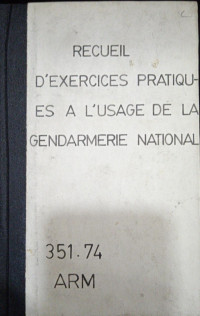 RECUEIL
D'EXERCICES PRATIQU-
ES A L'USAGE DE LA
GENDARMERIE NATIONAL
351.74
ARM